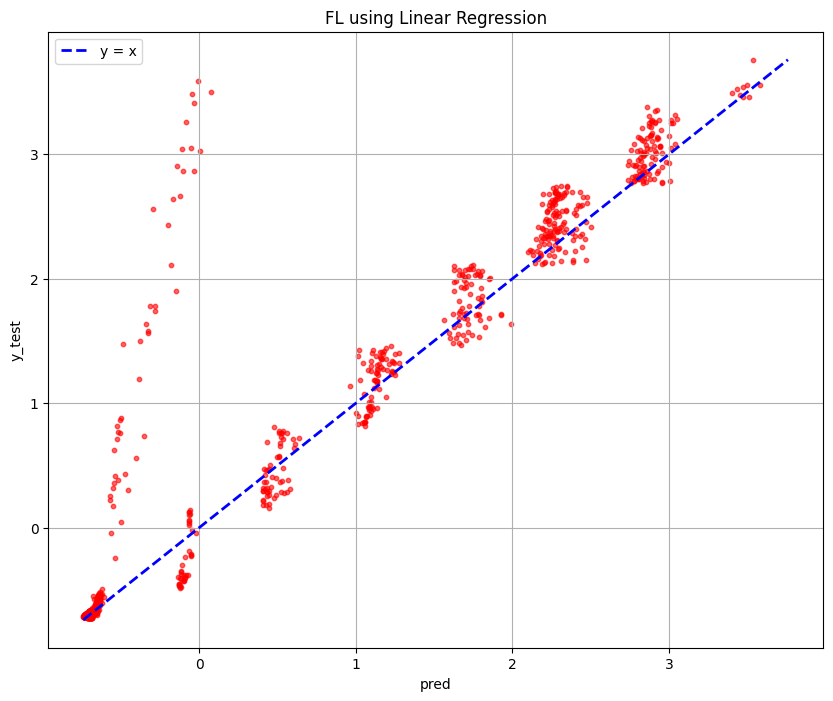 FL using Linear Regression
y = x
y_test
3
2
1
0
0
1
2
3
pred